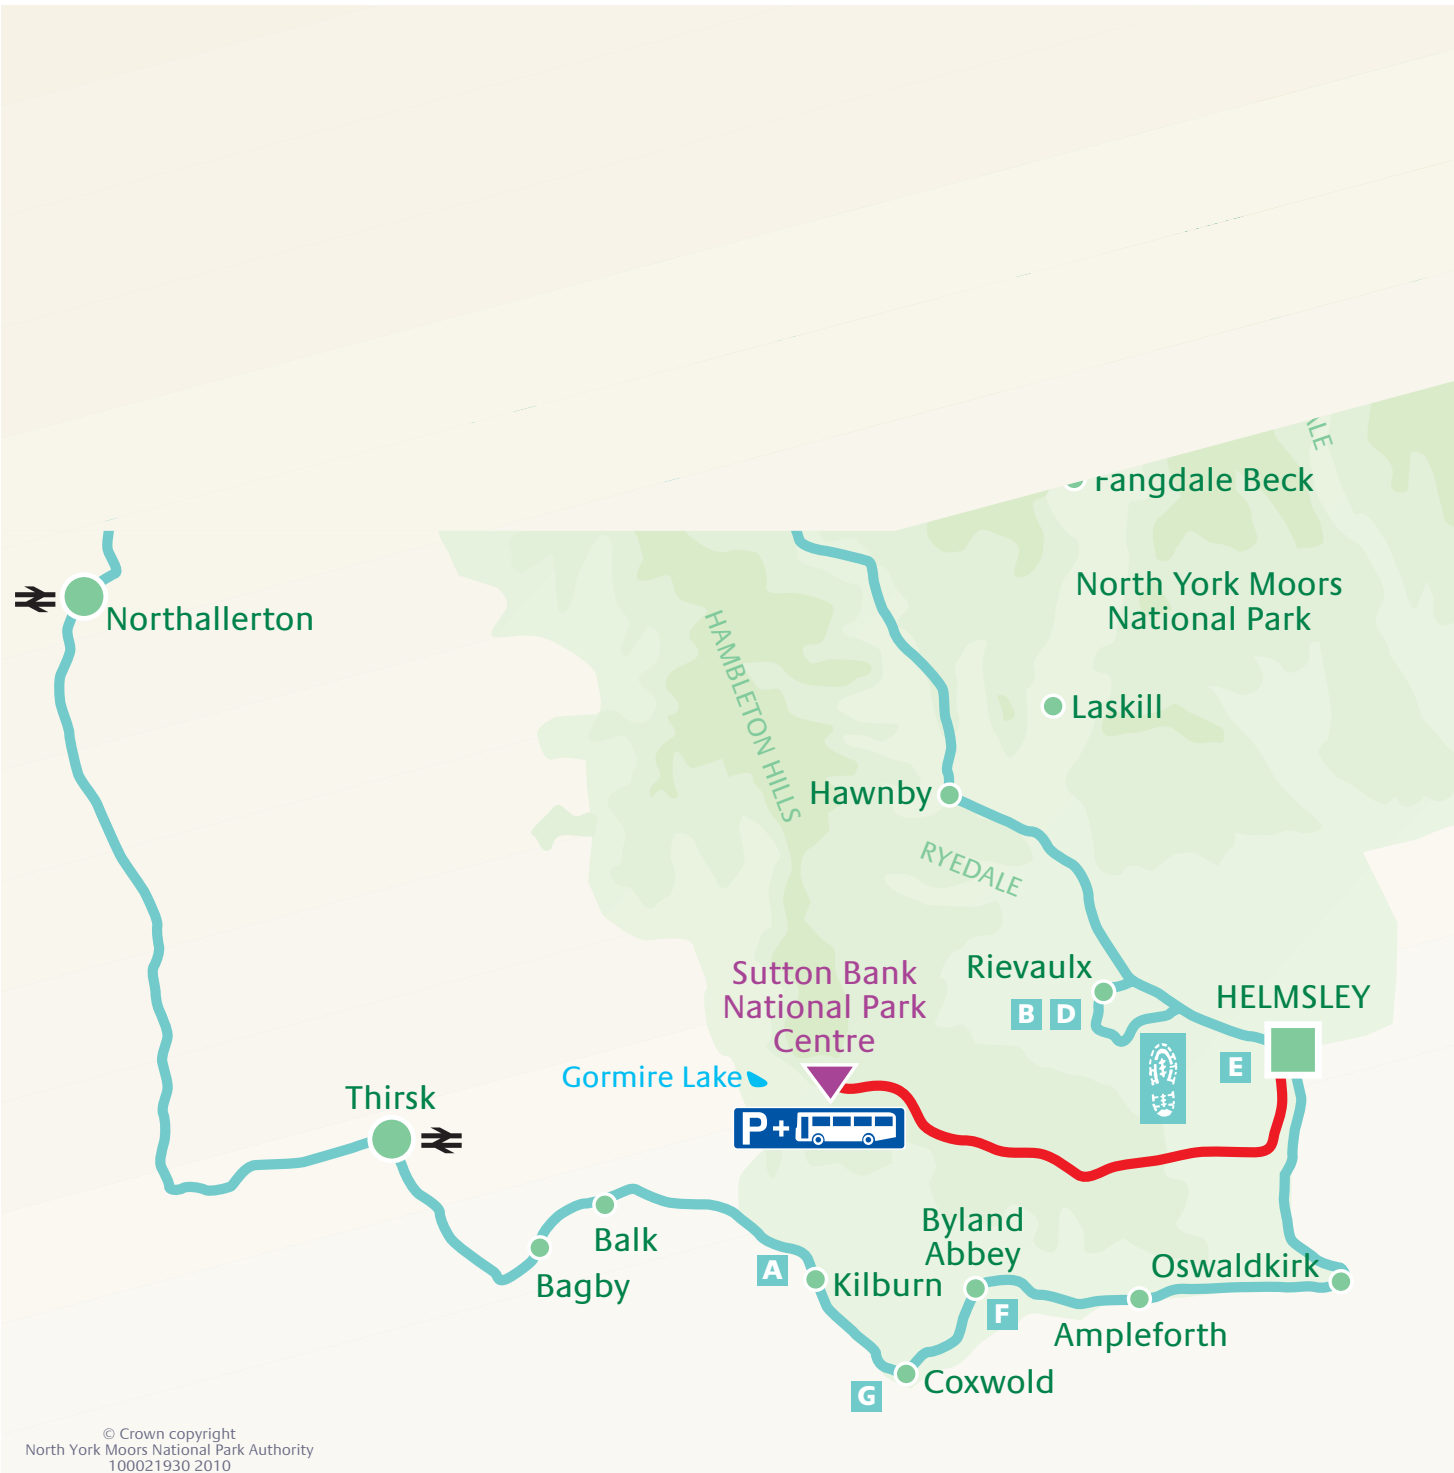 ALE
Fangdale Beck
North York Moors
National Park
Northallerton
HAMBLETON HILLS
Laskill
Hawnby
RYEDALE
Rievaulx
B D
HELMSLEY
E
Sutton Bank
National Park
Centre
Gormire Lake
P+
Thirsk
Balk
Bagby
A
Kilburn
Byland
Abbey
F
Oswaldkirk
Ampleforth
Coxwold
G
© Crown copyright
North York Moors National Park Authority
100021930 2010